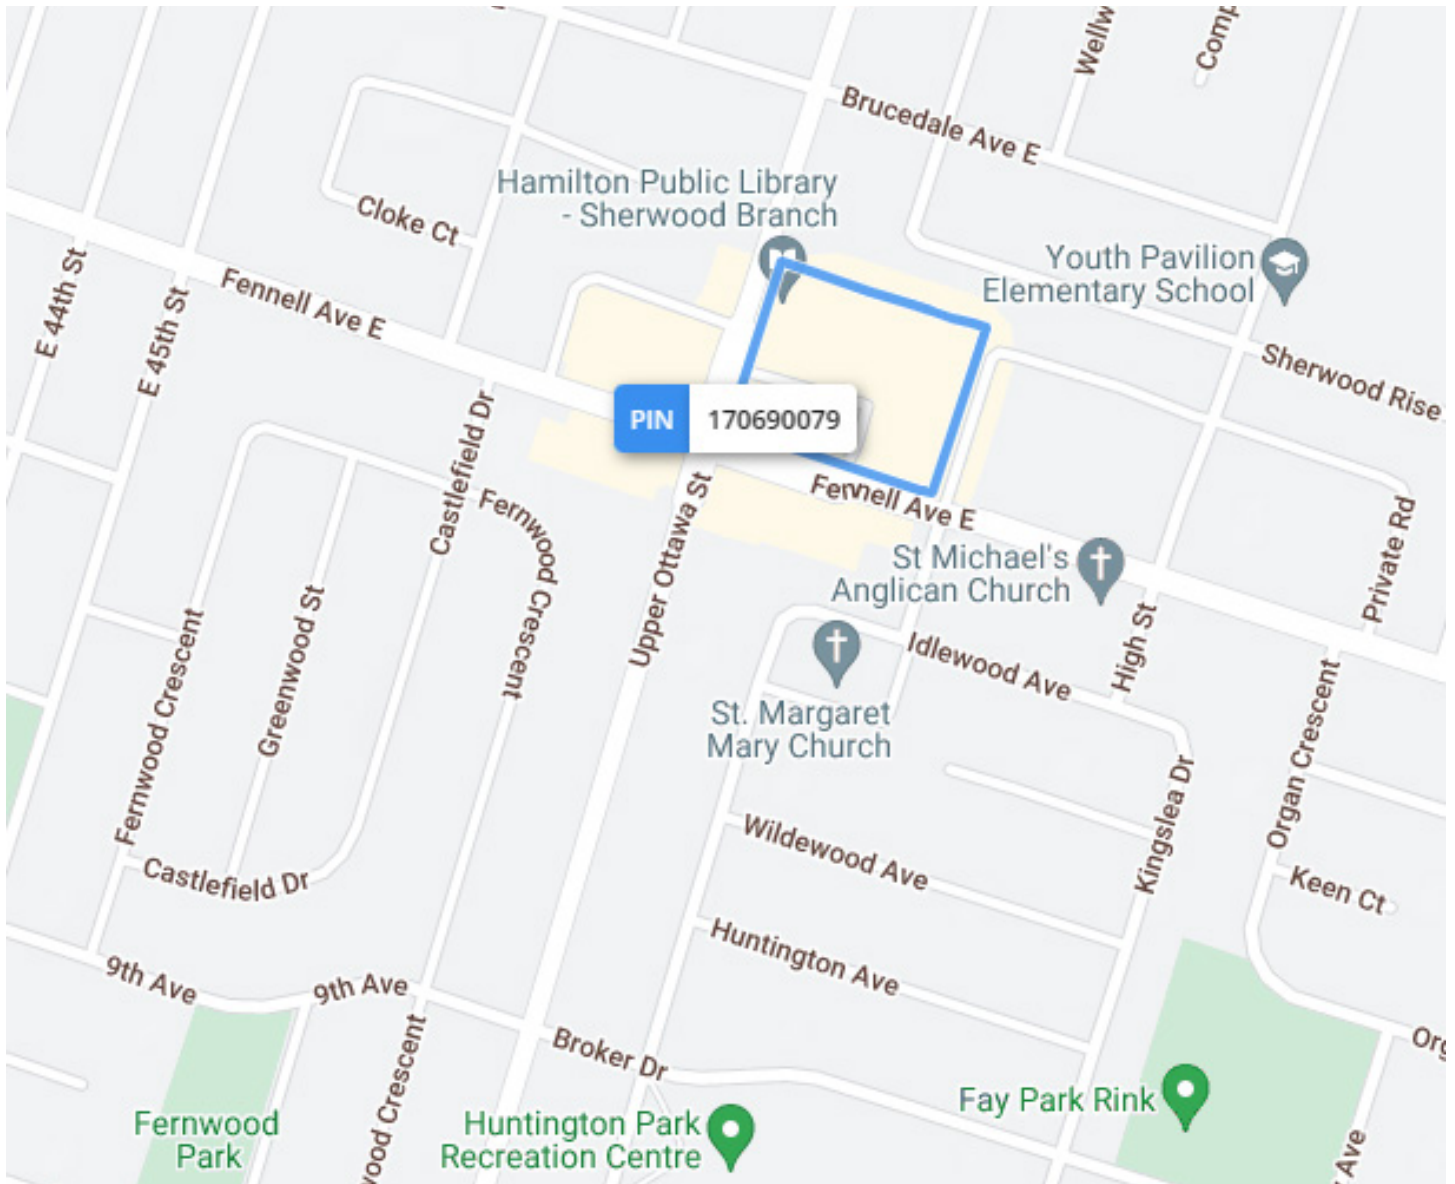 Wellw
Comp
Brucedale Ave E
Hamilton Public Library
- Sherwood Branch
Cloke Ct
Youth Pavilion
Elementary School
E 44th St
E 45th St
Fennell Ave E
Sherwood Rise
PIN 170690079
Castlefield Dr
Fernwood Crescent
Upper Ottawa St
Fennell Ave E
St Michael's
Anglican Church
Private Rd
Fernwood Crescent
Greenwood St
Idlewood Ave
High St
St. Margaret
Mary Church
Organ Crescent
Kingslea Dr
Wildewood Ave
Castlefield Dr
Keen Ct
Huntington Ave
9th Ave
9th Ave
Broker Dr
Org
wood Crescent
Fay Park Rink
Fernwood
Park
Huntington Park
Recreation Centre
Ave